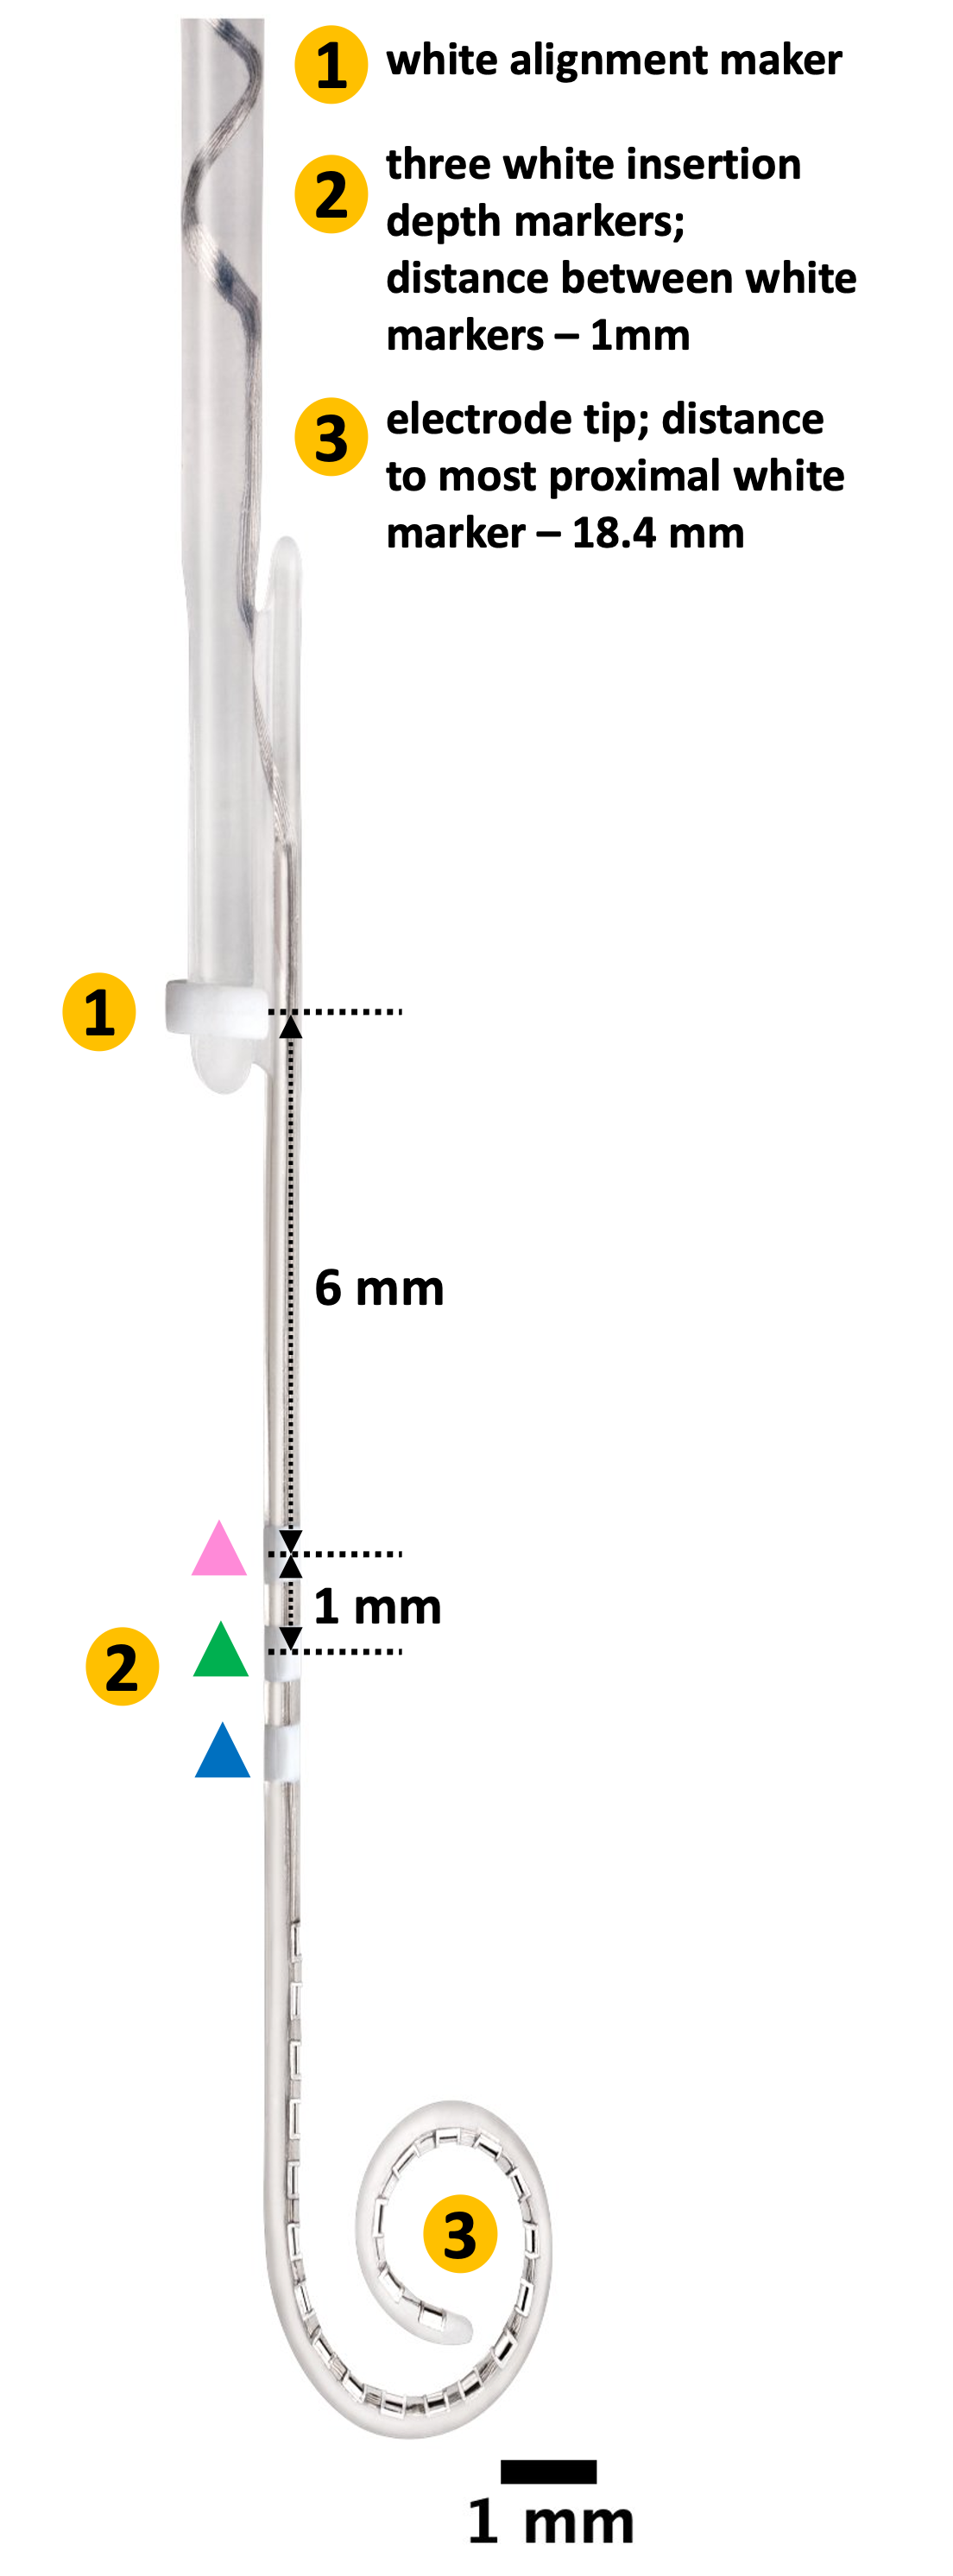 1 white alignment maker
2 three white insertion
depth markers;
distance between white
markers – 1mm
3 electrode tip; distance
to most proximal white
marker – 18.4 mm
1
6 mm
1 mm
2
3
1 mm